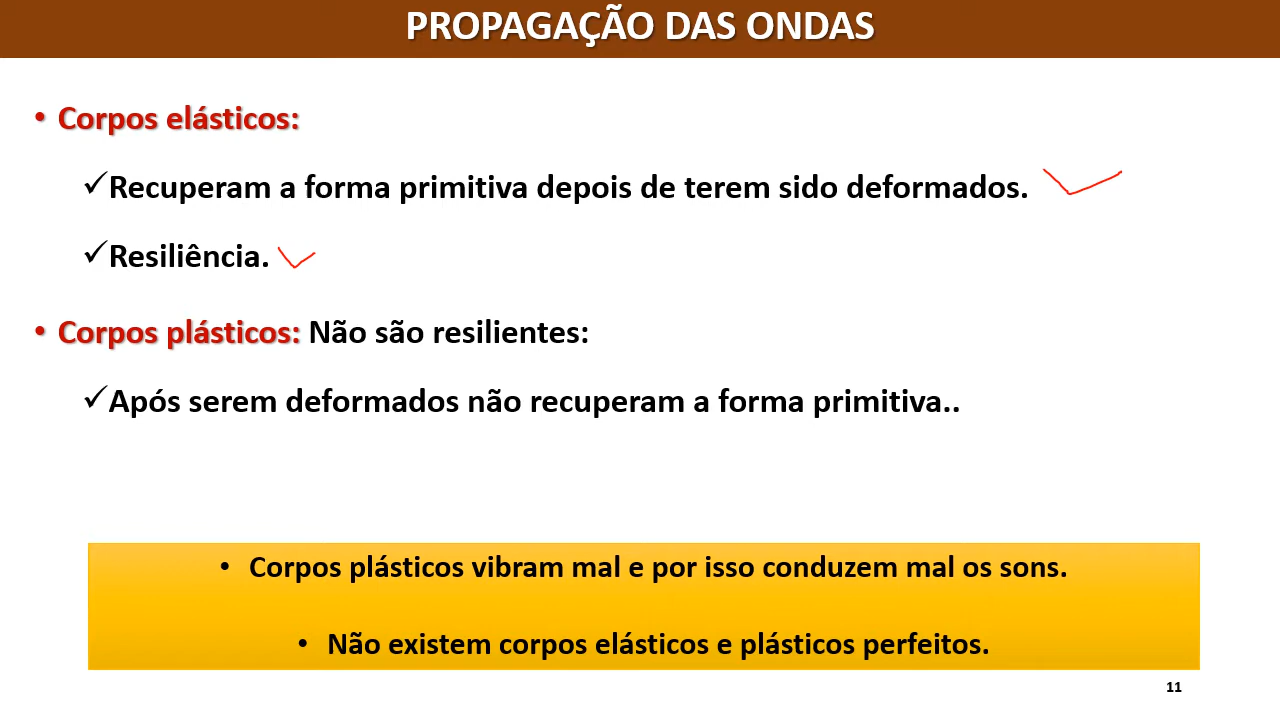 PROPAGAÇÃO DAS ONDAS
• Corpos elásticos:
✓Recuperam a forma primitiva depois de terem sido deformados.
✓Resiliência.
• Corpos plásticos: Não são resilientes:
✓Após serem deformados não recuperam a forma primitiva..
• Corpos plásticos vibram mal e por isso conduzem mal os sons.
• Não existem corpos elásticos e plásticos perfeitos.
11